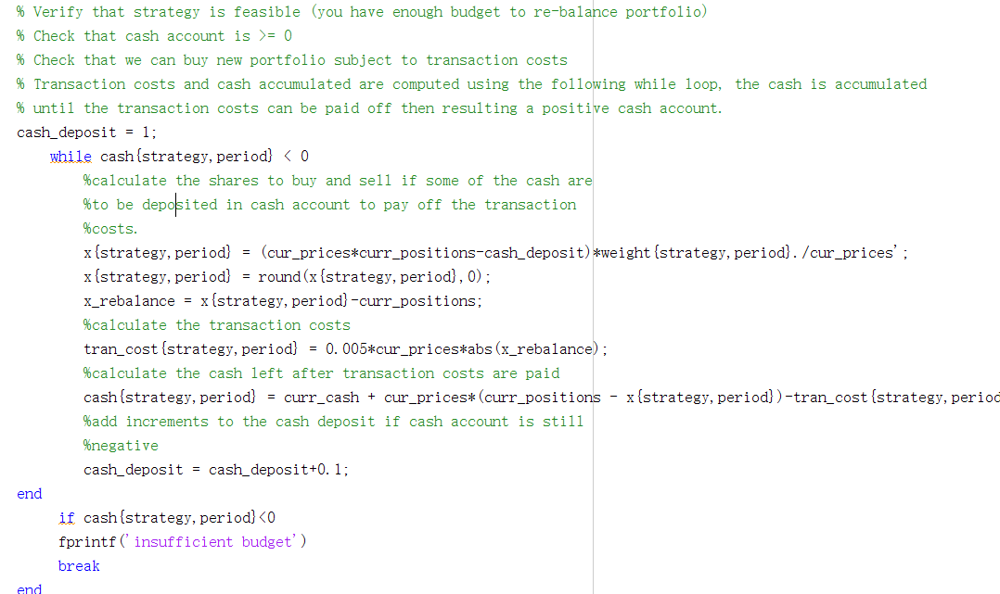 % Verify that strategy is feasible (you have enough budget to re-balance portfolio)
% Check that cash account is >= 0
% Check that we can buy new portfolio subject to transaction costs
% Transaction costs and cash accumulated are computed using the following while loop, the cash is accumulated
% until the transaction costs can be paid off then resulting a positive cash account.
cash_deposit = 1;
while cash{strategy,period} < 0
%calculate the shares to buy and sell if some of the cash are
%to be deposited in cash account to pay off the transaction
%costs.
x{strategy,period} = (cur_prices*curr_positions-cash_deposit)*weight{strategy,period}./cur_prices';
x{strategy,period} = round(x{strategy,period},0);
x_rebalance = x{strategy,period}-curr_positions;
%calculate the transaction costs
tran_cost{strategy,period} = 0.005*cur_prices*abs(x_rebalance);
%calculate the cash left after transaction costs are paid
cash{strategy,period} = curr_cash + cur_prices*(curr_positions - x{strategy,period})-tran_cost{strategy,period
%add increments to the cash deposit if cash account is still
%negative
cash_deposit = cash_deposit+0.1;
end
if cash{strategy,period}<0
fprintf('insufficient budget')
break
end